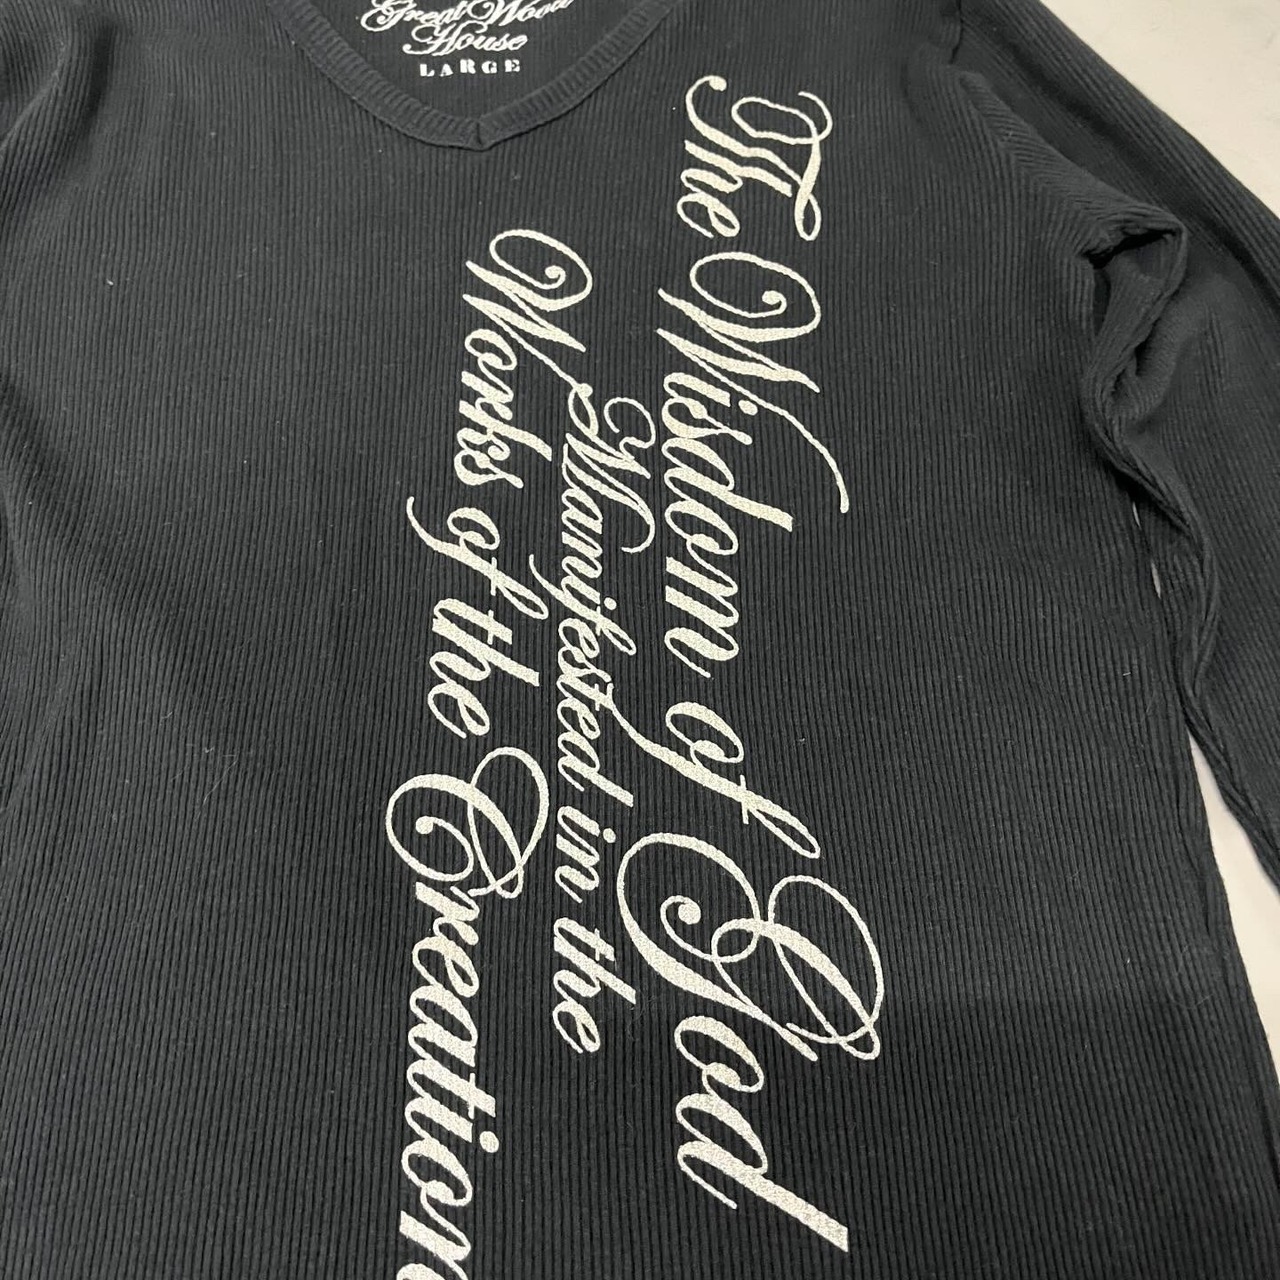 Great Wood
House
LARGE
The Wisdom of God
Manifested in the
Works of the Creation